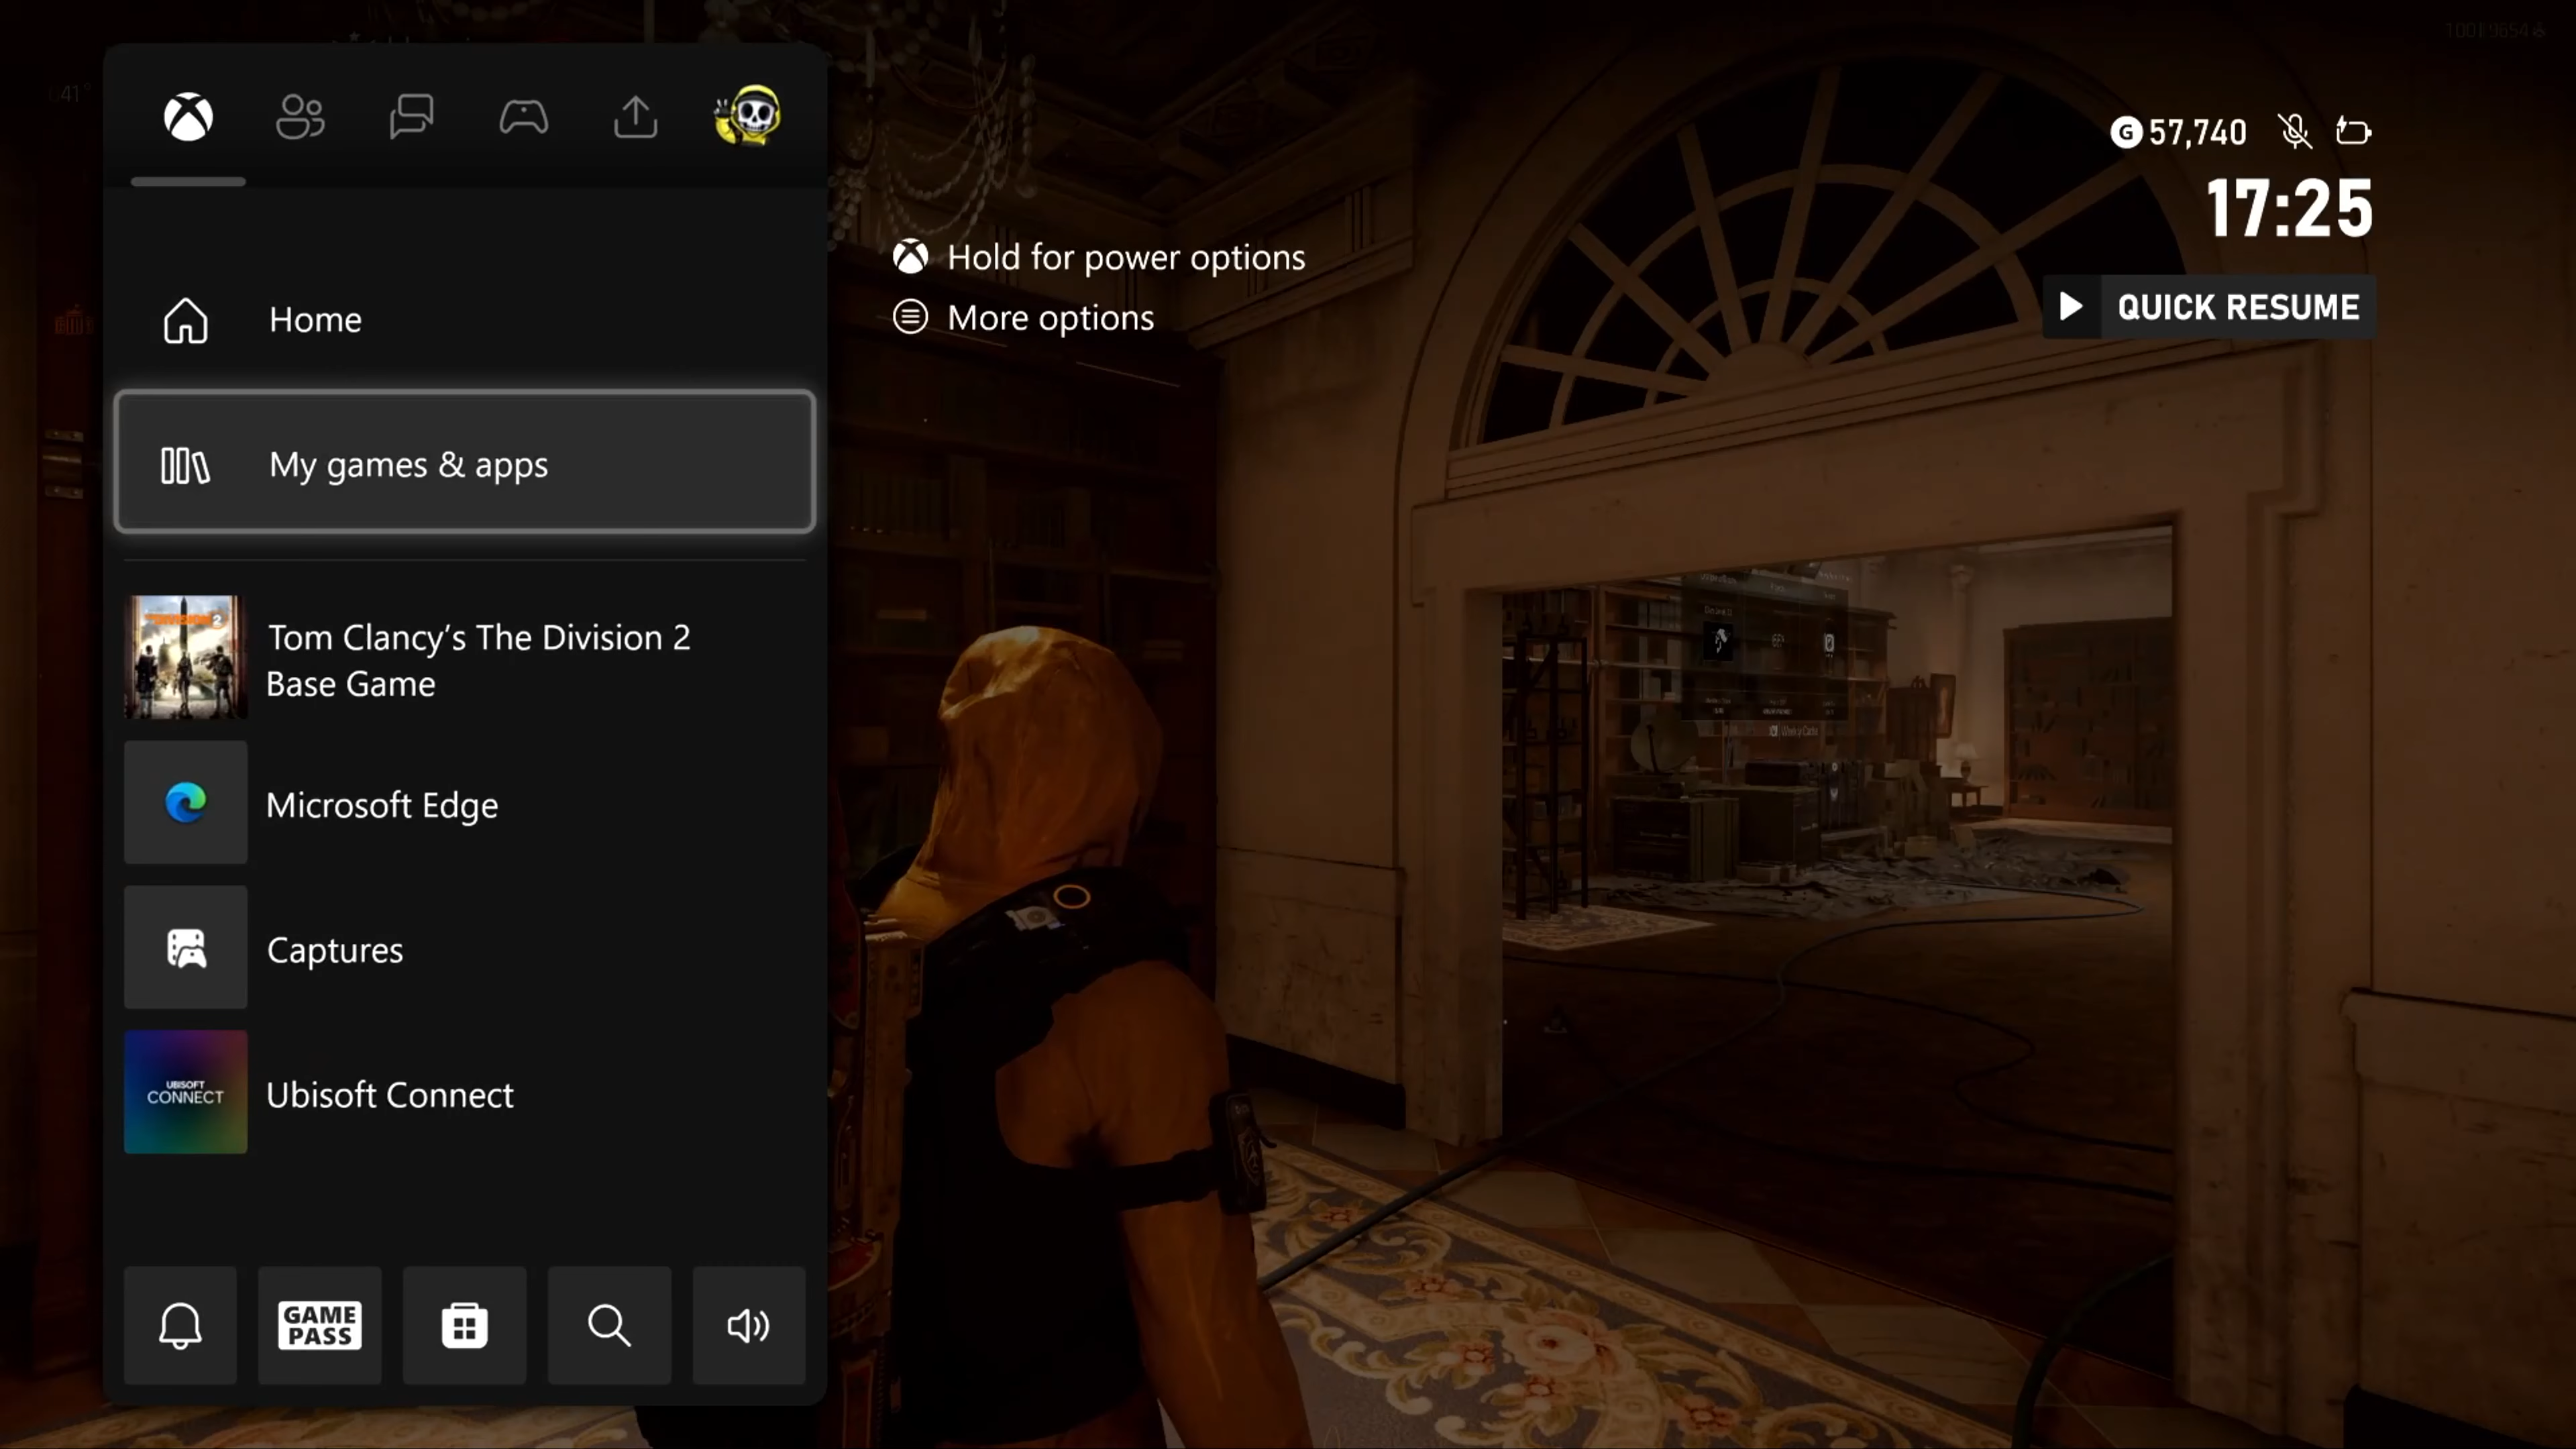 57,740
17:25
QUICK RESUME
Hold for power options
More options
Home
My games & apps
Tom Clancy's The Division 2
Base Game
Microsoft Edge
Captures
UBISOFT
CONNECT
Ubisoft Connect
GAME
PASS